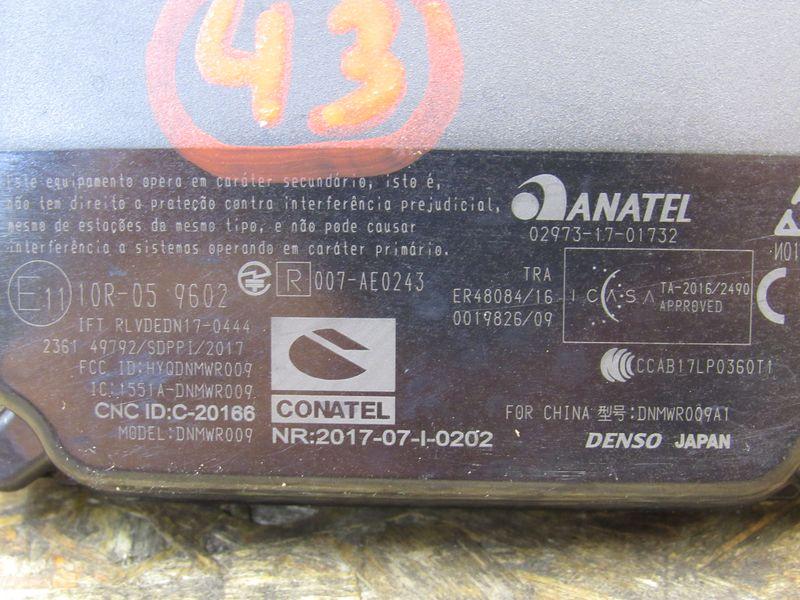 43
Este equipamento opera em caráter secundário, isto é,
não tem direito a proteção contra interferência prejudicial,
mesmo de estações do mesmo tipo, e não pode causar
interferência a sistemas operando em caráter primário.
ANATEL
02973-17-01732
E11 10R-05 9602
R 007-AE0243
TRA
ER48084/16
0019826/09
ICASA TA-2016/2490
APPROVED
IFT RLVDEDN17-0444
2361 49792/SDPPI/2017
FCC ID:HYQDNMWR009
IC:1551A-DNMWR009
CNC ID:C-20166
MODEL:DNMWR009
CONATEL
NR:2017-07-I-0202
CCAB17LP0360T1
FOR CHINA 型号:DNMWR009A1
DENSO JAPAN